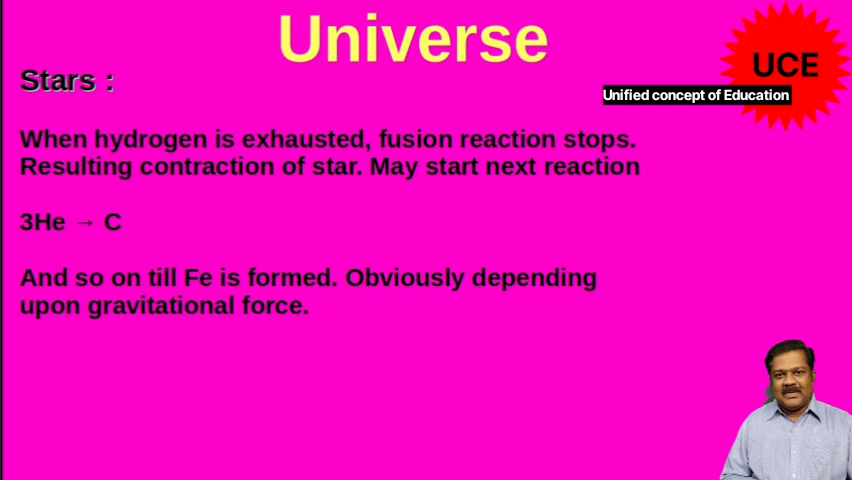 Universe
UCE
Stars :
Unified concept of Education
When hydrogen is exhausted, fusion reaction stops.
Resulting contraction of star. May start next reaction
3He → C
And so on till Fe is formed. Obviously depending
upon gravitational force.